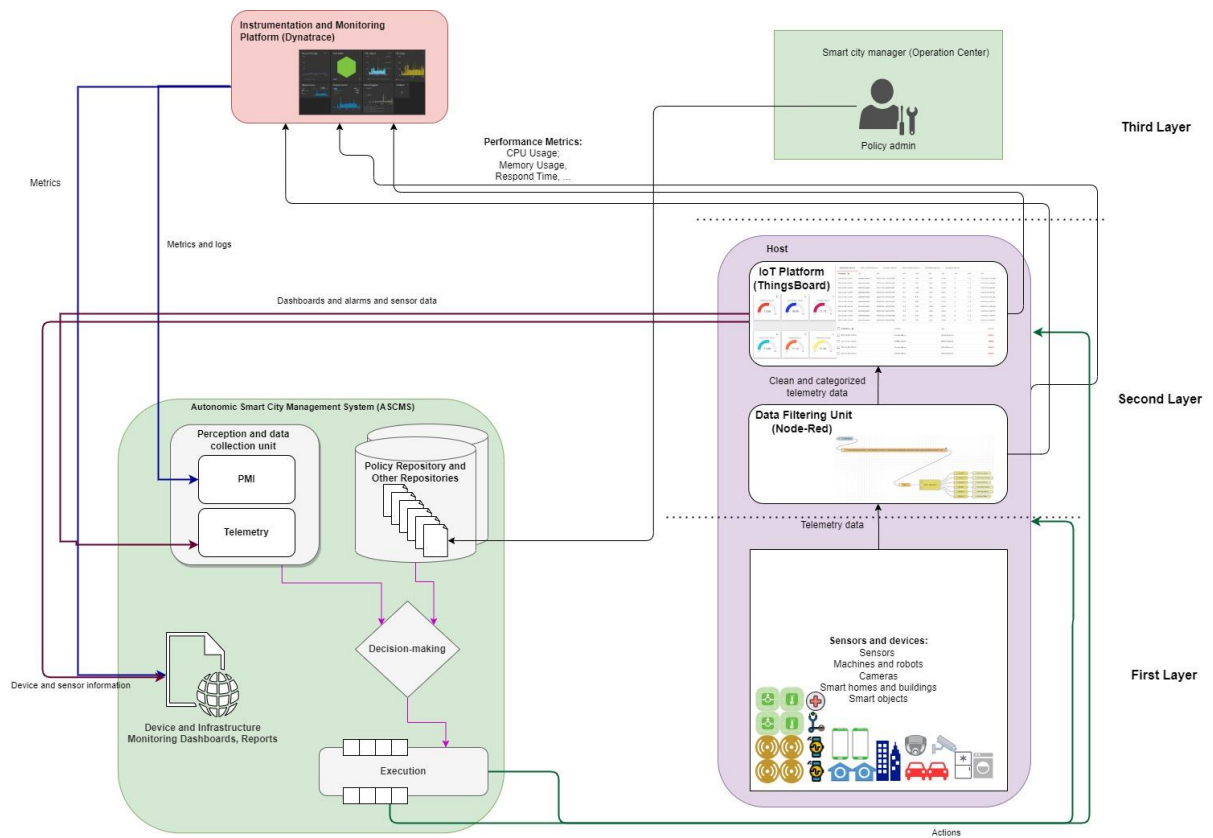 Instrumentation and Monitoring
Platform (Dynatrace)
Smart city manager (Operation Center)
Policy admin
Third Layer
Performance Metrics:
CPU Usage;
Memory Usage,
Respond Time, ...
Metrics
Metrics and logs
Host
IoT Platform
(ThingsBoard)
Dashboards and alarms and sensor data
Clean and categorized
telemetry data
Second Layer
Data Filtering Unit
(Node-Red)
Autonomic Smart City Management System (ASCMS)
Perception and data
collection unit
PMI
Telemetry
Policy Repository and
Other Repositories
Telemetry data
Decision-making
Sensors and devices:
Sensors
Machines and robots
Cameras
Smart homes and buildings
Smart objects
First Layer
Device and sensor information
Device and Infrastructure
Monitoring Dashboards, Reports
Execution
Actions